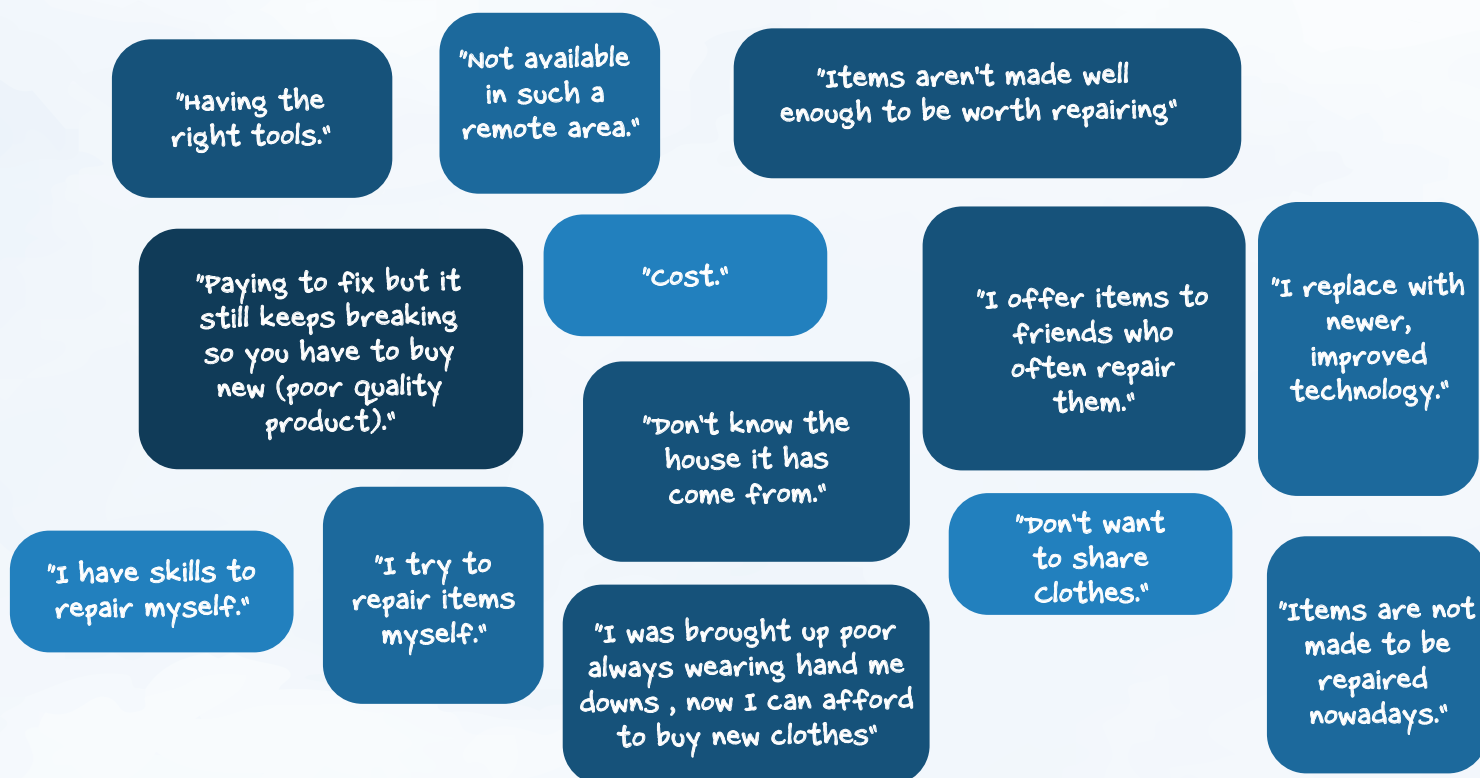 "Having the
right tools."
"Not available
in such a
remote area."
"Items aren't made well
enough to be worth repairing"
"Paying to fix but it
still keeps breaking
so you have to buy
new (poor quality
product)."
"Cost."
"I offer items to
friends who
often repair
them."
"I replace with
newer,
improved
technology."
"Don't know the
house it has
come from."
"I have skills to
repair myself."
"I try to
repair items
myself."
"Don't want
to share
clothes."
"I was brought up poor
always wearing hand me
downs , now I can afford
to buy new clothes"
"Items are not
made to be
repaired
nowadays."